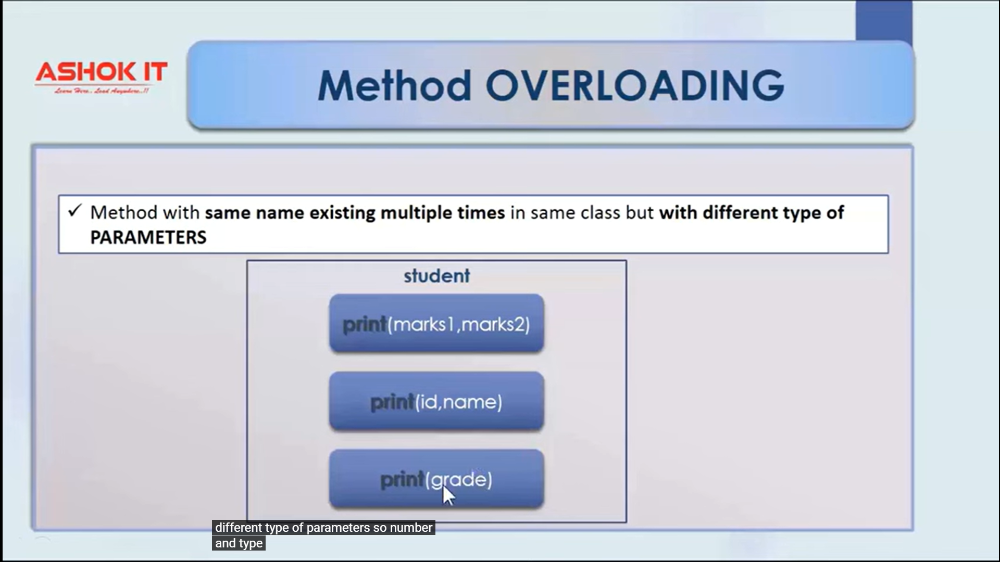 ASHOK IT
Learn Here.. Lead Anywhere..!!
Method OVERLOADING
✓ Method with same name existing multiple times in same class but with different type of
PARAMETERS
student
print(marks1,marks2)
print(id,name)
print(grade)
different type of parameters so number
and type